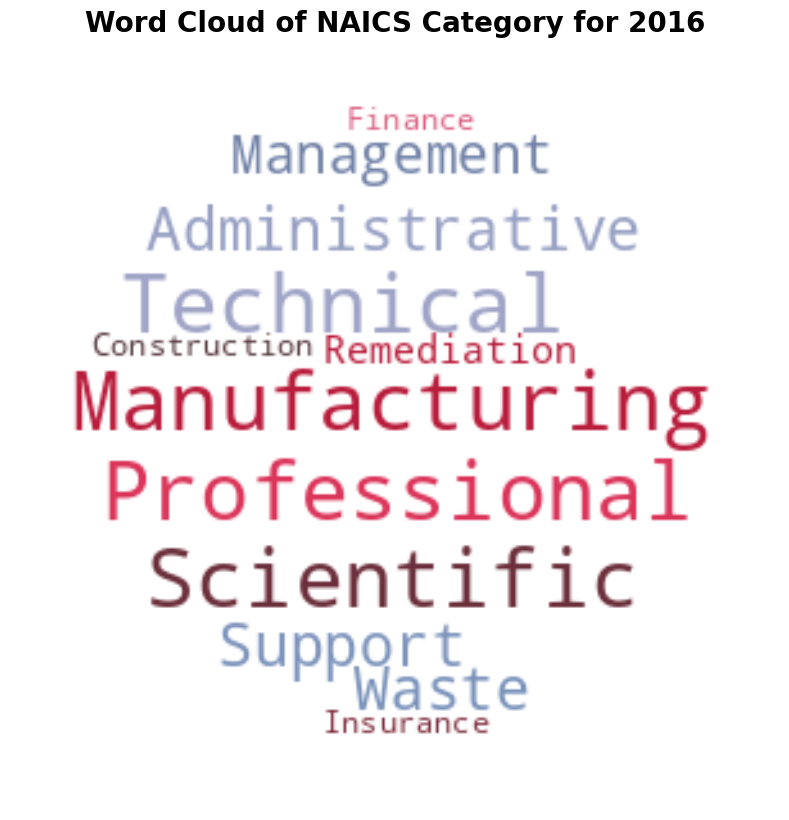 Word Cloud of NAICS Category for 2016
Finance
Management
Administrative
Technical
Construction Remediation
Manufacturing
Professional
Scientific
Support
Waste
Insurance